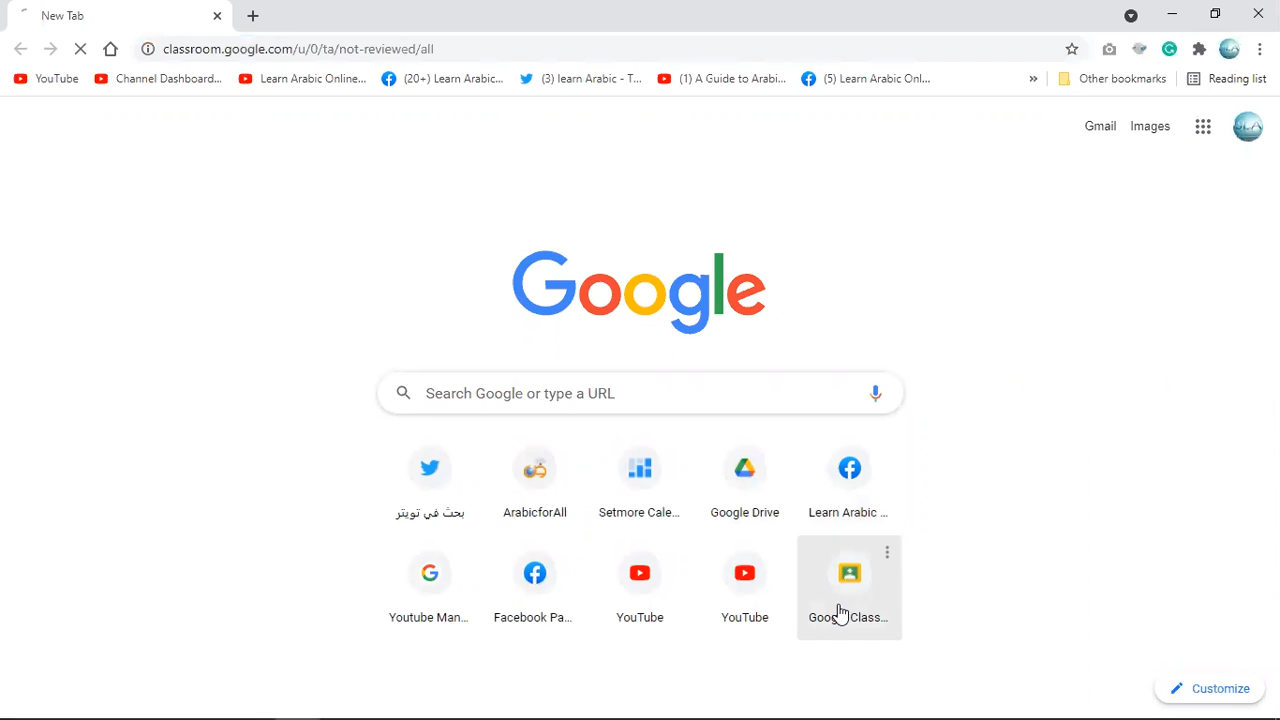 New Tab
classroom.google.com/u/0/ta/not-reviewed/all
YouTube
Channel Dashboard...
Learn Arabic Online...
(20+) Learn Arabic...
(3) learn Arabic - T...
(1) A Guide to Arabi...
(5) Learn Arabic Onl...
»
Other bookmarks
Reading list
Gmail
Images
Google
Search Google or type a URL
بحث في تويتر
ArabicforAll
Setmore Cale...
Google Drive
Learn Arabic ...
Youtube Man...
Facebook Pa...
YouTube
YouTube
Google Class...
Customize